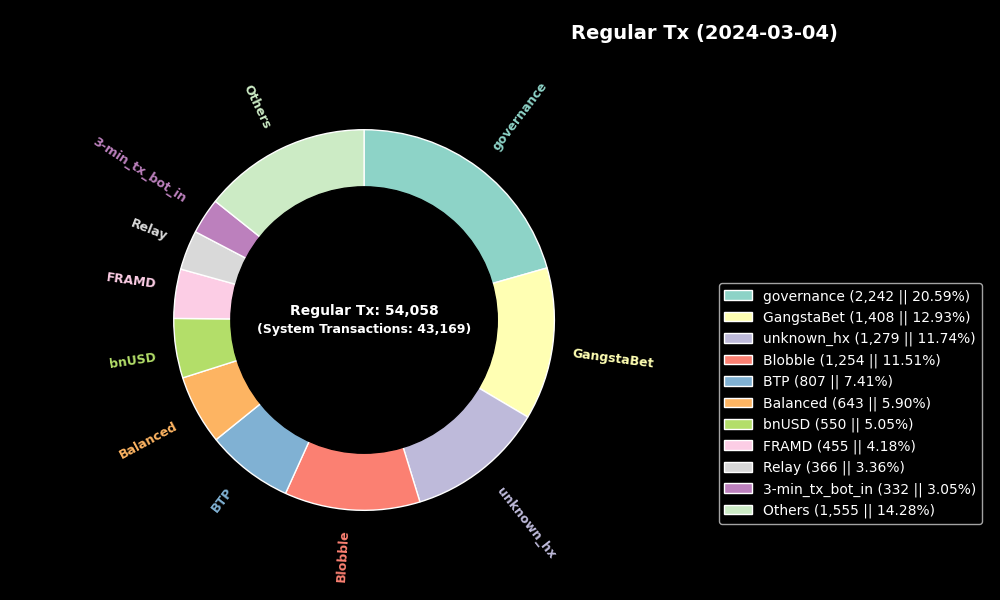 Regular Tx (2024-03-04)
governance
Others
3-min_tx_bot_in
Relay
FRAMD
bnUSD
Balanced
BTP
Blobble
unknown_hx
GangstaBet
Regular Tx: 54,058
(System Transactions: 43,169)
governance (2,242 || 20.59%)
GangstaBet (1,408 || 12.93%)
unknown_hx (1,279 || 11.74%)
Blobble (1,254 || 11.51%)
BTP (807 || 7.41%)
Balanced (643 || 5.90%)
bnUSD (550 || 5.05%)
FRAMD (455 || 4.18%)
Relay (366 || 3.36%)
3-min_tx_bot_in (332 || 3.05%)
Others (1,555 || 14.28%)